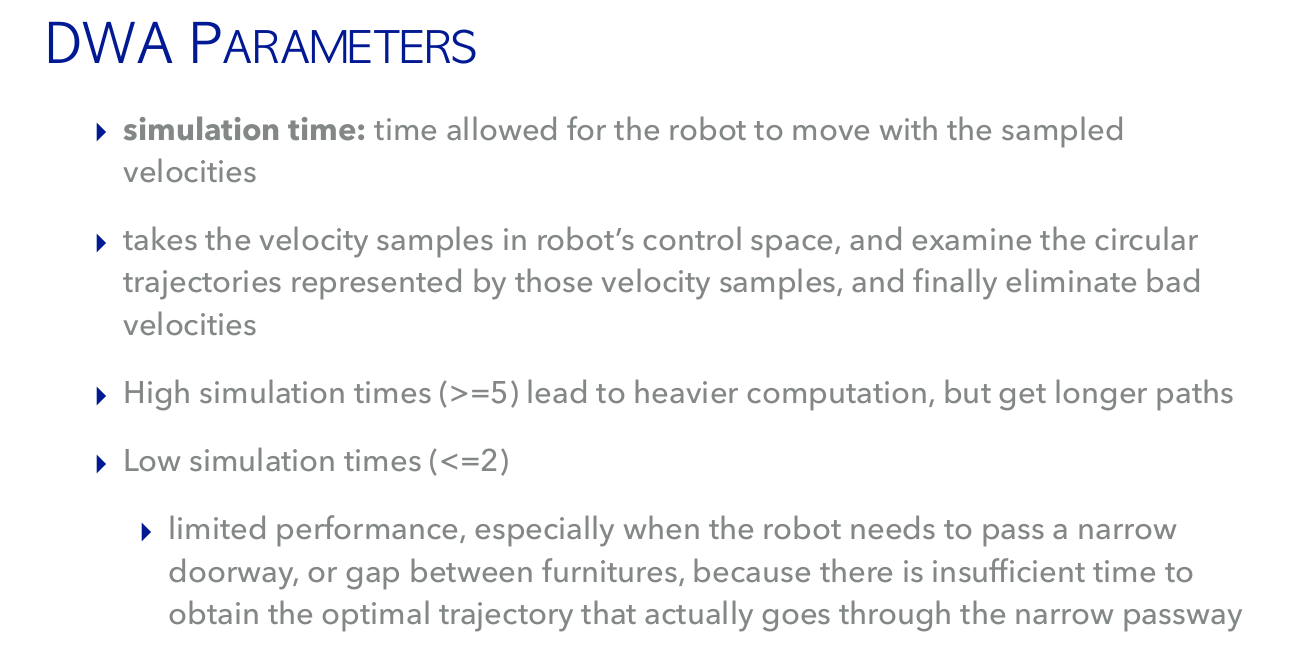 DWA PARAMETERS
simulation time: time allowed for the robot to move with the sampled
velocities
takes the velocity samples in robot’s control space, and examine the circular
trajectories represented by those velocity samples, and finally eliminate bad
velocities
High simulation times (>=5) lead to heavier computation, but get longer paths
Low simulation times (<=2)
limited performance, especially when the robot needs to pass a narrow
doorway, or gap between furnitures, because there is insufficient time to
obtain the optimal trajectory that actually goes through the narrow passway